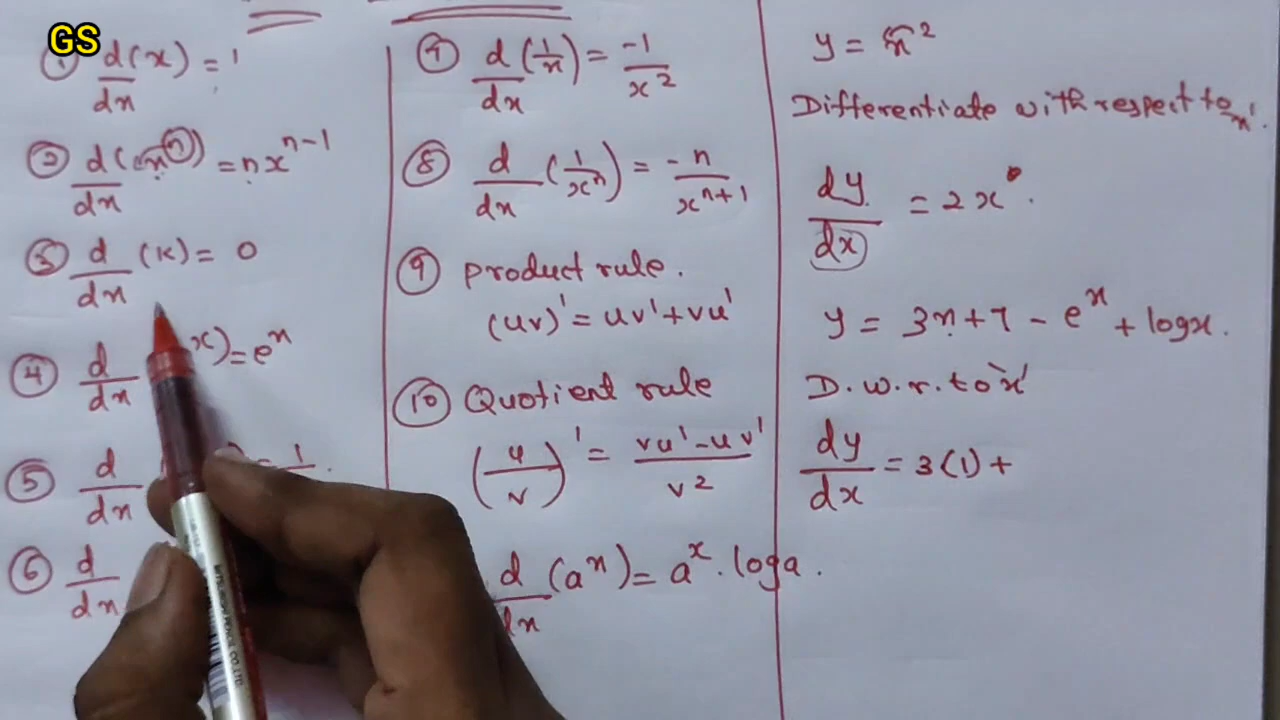 GS
① d/dx (x) = 1
② d/dx (xⁿ) = nxⁿ⁻¹
③ d/dx (K) = 0
④ d/dx x) = eˣ
⑤ d/dx = 1
⑥ d/dx
⑦ d/dx (1/x) = -1/x²
⑧ d/dx (1/xⁿ) = -n/xⁿ⁺¹
⑨ product rule.
(uv)' = uv' + vu'
⑩ Quotient rule
(u/v)' = vu' - uv'/v²
d/dx (aˣ) = aˣ . log a .
y = x²
Differentiate with respect to 'x'.
dy/dx = 2x .
y = 3x + 7 - eˣ + logx .
D. w. r. to 'x'
dy/dx = 3(1) +